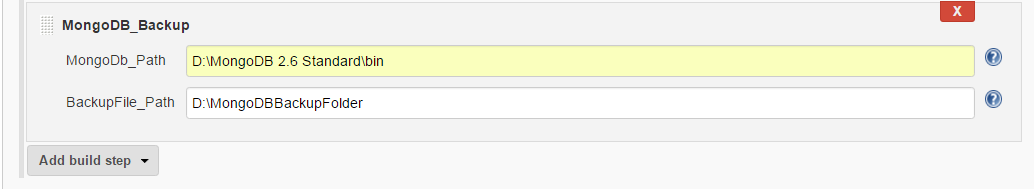 X
MongoDB_Backup
MongoDb_Path D:\MongoDB 2.6 Standard\bin ?
BackupFile_Path D:\MongoDBBackupFolder ?
Add build step